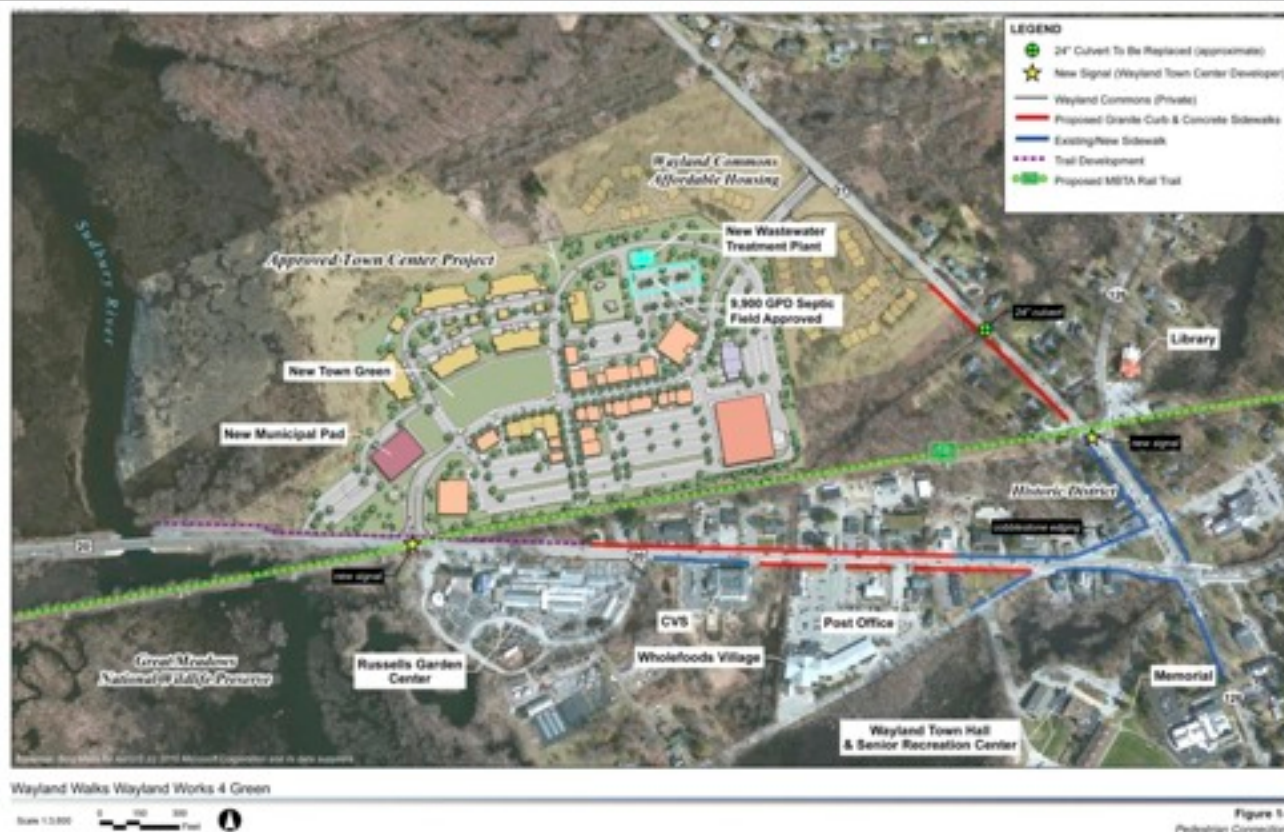 LEGEND
24" Culvert To Be Replaced (approximate)
New Signal (Wayland Town Center Developer)
Wayland Commons (Private)
Proposed Granite Curb & Concrete Sidewalks
Existing/New Sidewalk
Trail Development
Proposed MBTA Rail Trail
Wayland Commons
Affordable Housing
27
Sudbury River
Approved Town Center Project
New Wastewater
Treatment Plant
9,900 GPD Septic
Field Approved
126
24" culvert
Library
New Town Green
New Municipal Pad
new signal
Historic District
cobblestone edging
20
new signal
CVS
Post Office
Wholefoods Village
Russells Garden
Center
Great Meadows
National Wildlife Preserve
Memorial
126
Wayland Town Hall
& Senior Recreation Center
Wayland Walks Wayland Works 4 Green
Feet
Figure 1